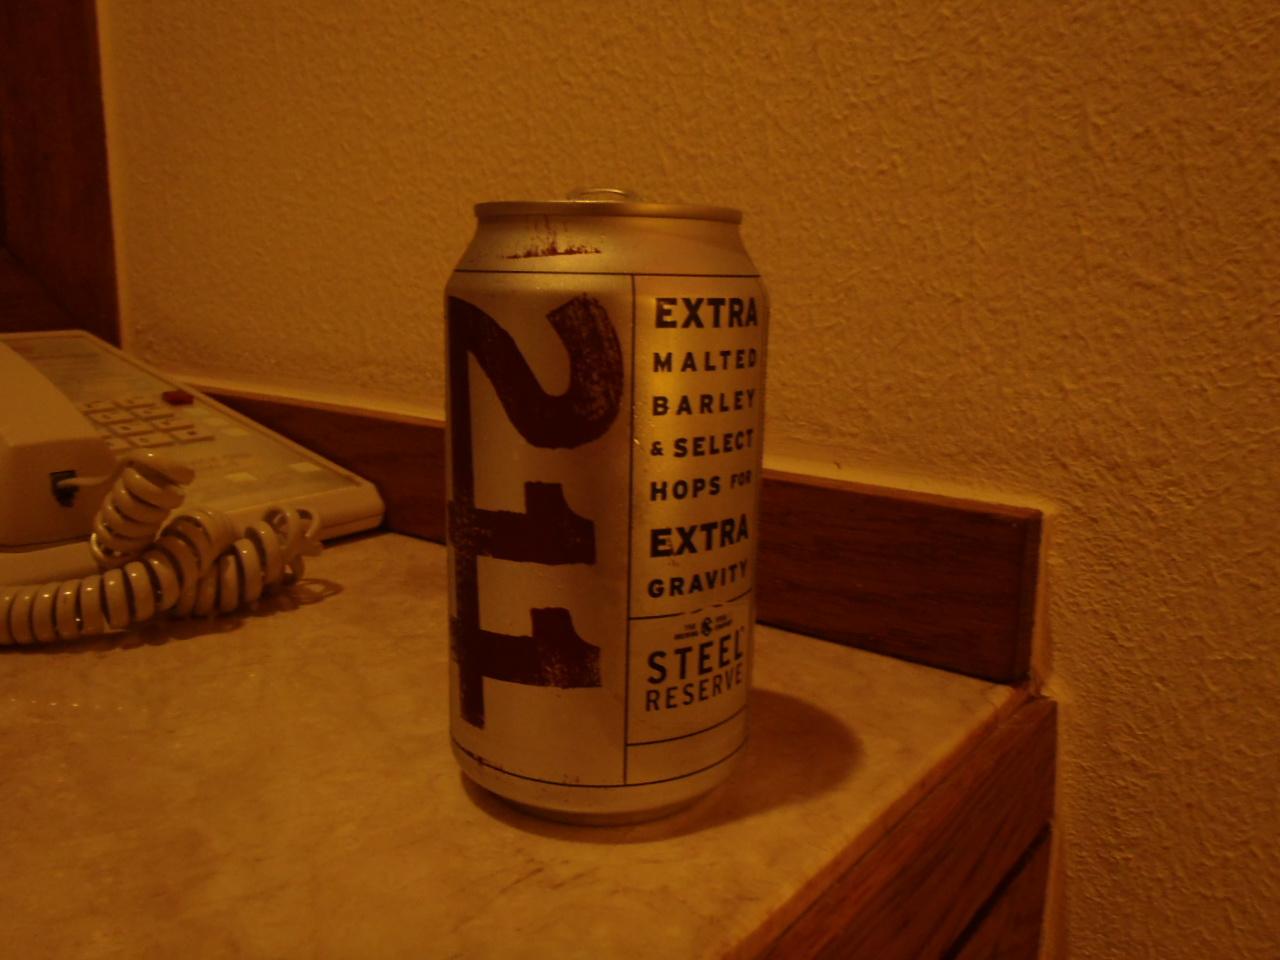 211
EXTRA
MALTED
BARLEY
& SELECT
HOPS FOR
EXTRA
GRAVITY
STEEL
RESERVE